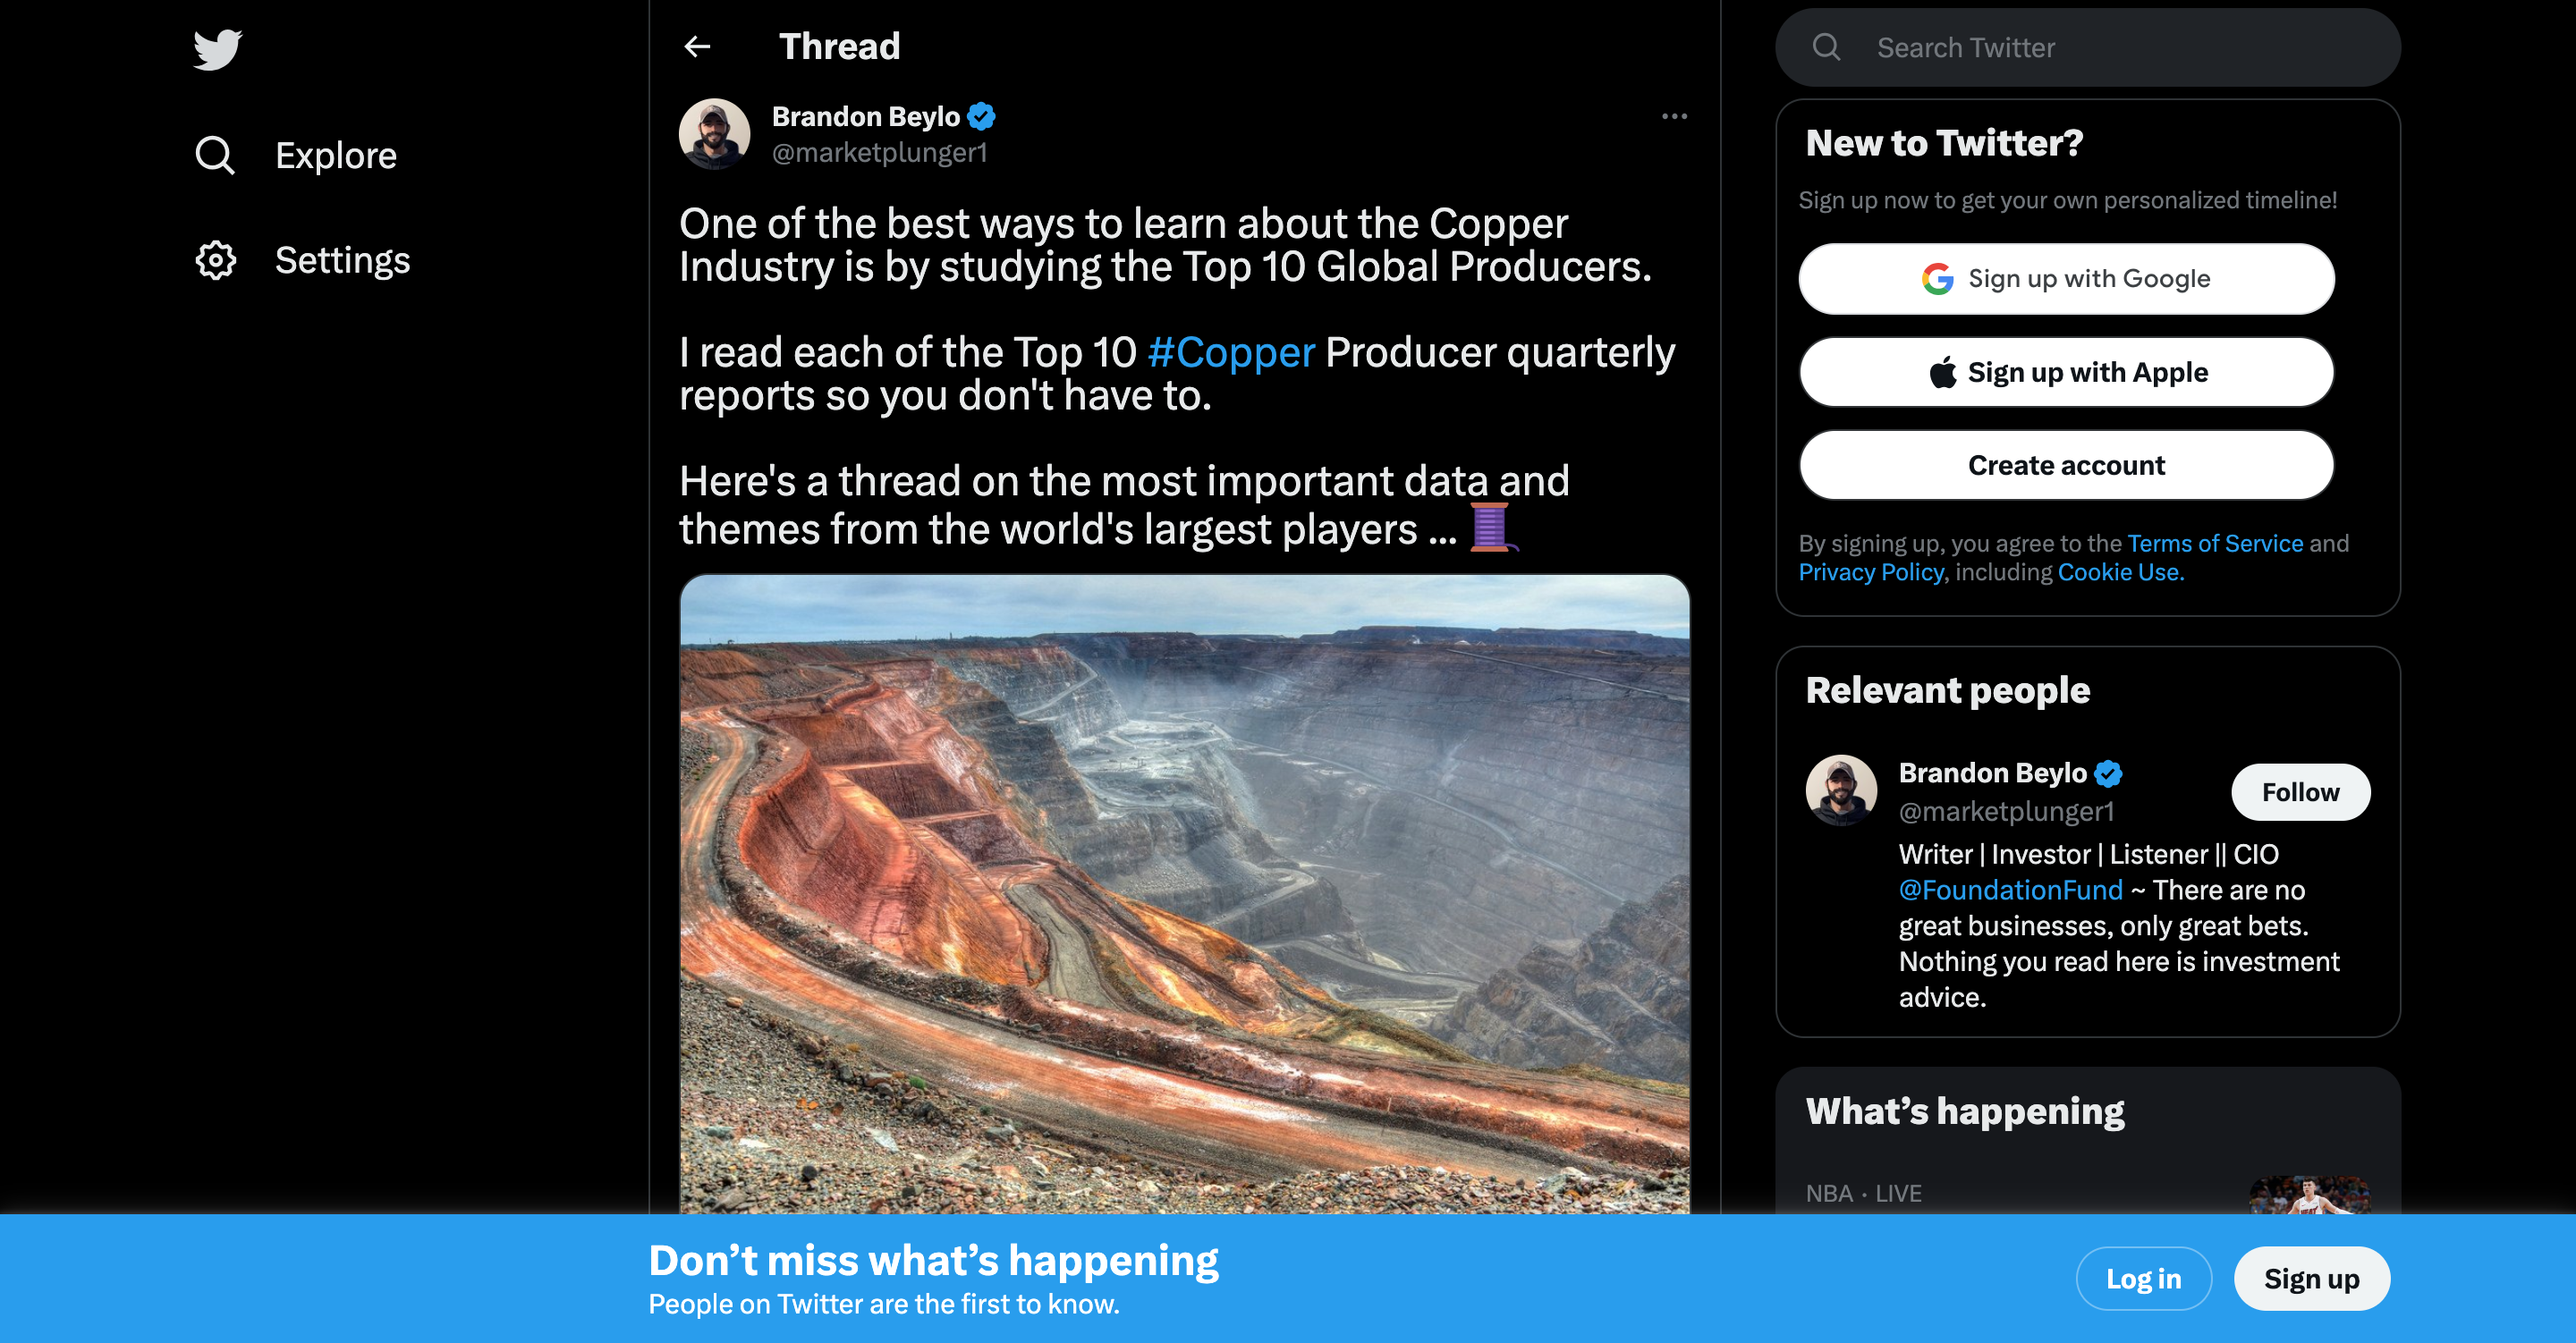 Explore
Settings
Thread
Brandon Beylo
@marketplunger1
One of the best ways to learn about the Copper
Industry is by studying the Top 10 Global Producers.
I read each of the Top 10 #Copper Producer quarterly
reports so you don't have to.
Here's a thread on the most important data and
themes from the world's largest players ...
Search Twitter
New to Twitter?
Sign up now to get your own personalized timeline!
Sign up with Google
Sign up with Apple
Create account
By signing up, you agree to the Terms of Service and
Privacy Policy, including Cookie Use.
Relevant people
Brandon Beylo
@marketplunger1
Follow
Writer | Investor | Listener || CIO
@FoundationFund ~ There are no
great businesses, only great bets.
Nothing you read here is investment
advice.
What’s happening
NBA · LIVE
Don’t miss what’s happening
People on Twitter are the first to know.
Log in
Sign up